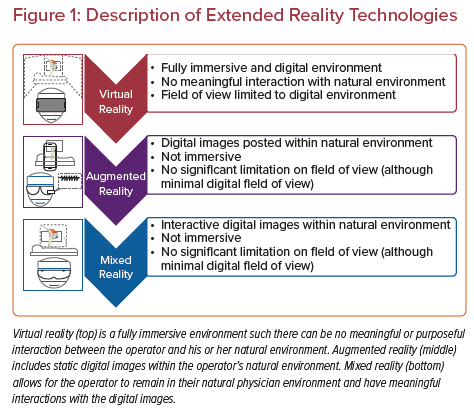 Figure 1: Description of Extended Reality Technologies
Virtual
Reality
• Fully immersive and digital environment
• No meaningful interaction with natural environment
• Field of view limited to digital environment
Augmented
Reality
• Digital images posted within natural environment
• Not immersive
• No significant limitation on field of view (although
minimal digital field of view)
Mixed
Reality
• Interactive digital images within natural environment
• Not immersive
• No significant limitation on field of view (although
minimal digital field of view)
Virtual reality (top) is a fully immersive environment such there can be no meaningful or purposeful
interaction between the operator and his or her natural environment. Augmented reality (middle)
includes static digital images within the operator's natural environment. Mixed reality (bottom)
allows for the operator to remain in their natural physician environment and have meaningful
interactions with the digital images.